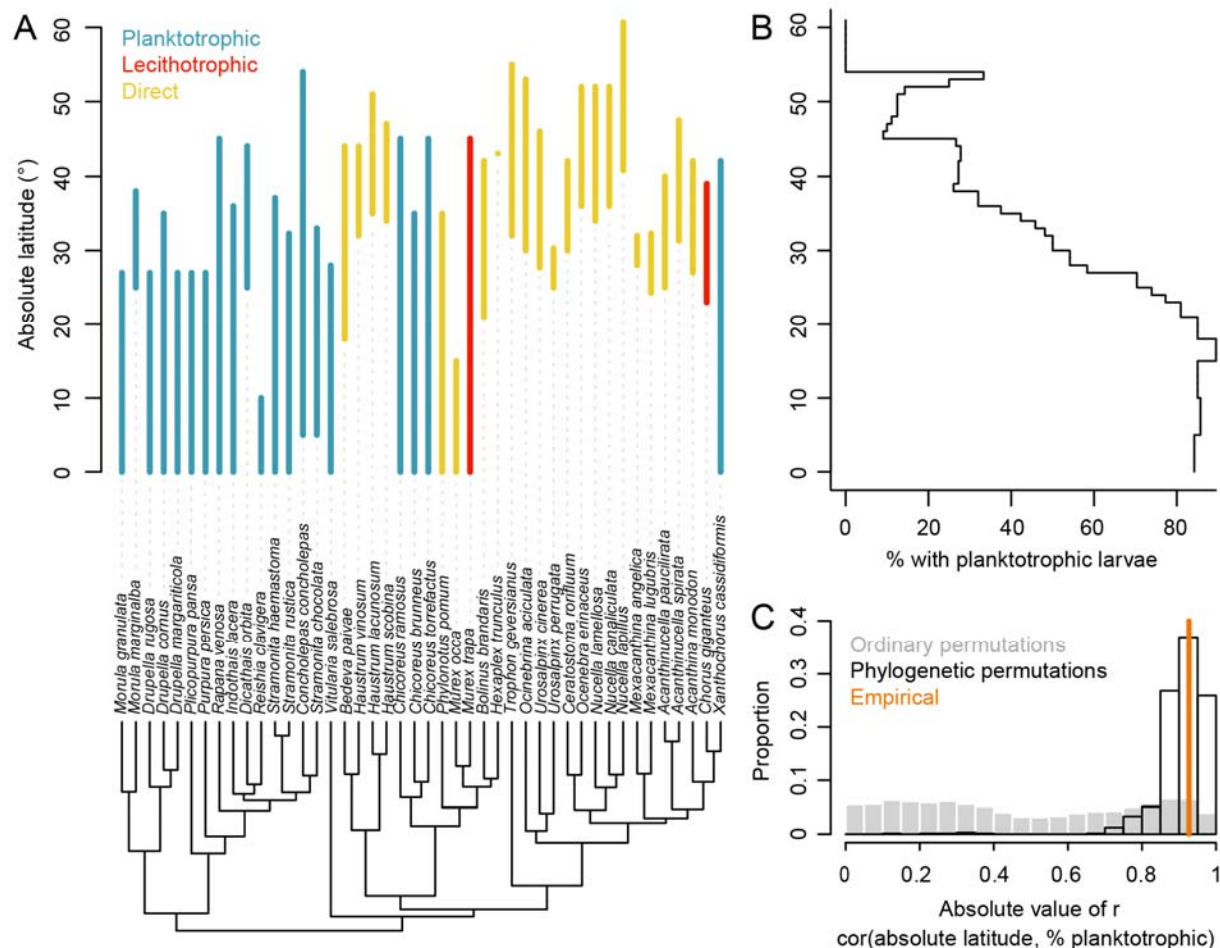 A
Planktotrophic
Lecithotrophic
Direct
Absolute latitude (°)
60
50
40
30
20
10
0
Morula granulata
Morula marginalba
Drupella rugosa
Drupella cornus
Drupella margariticola
Plicopurpura pansa
Purpura persica
Rapana venosa
Indothais lacera
Dicathais orbita
Reishia clavigera
Stramonita haemastoma
Stramonita rustica
Concholepas concholepas
Stramonita chocolata
Vitularia salebrosa
Bedeva paivae
Haustrum vinosum
Haustrum lacunosum
Haustrum scobina
Chicoreus ramosus
Chicoreus brunneus
Chicoreus torrefactus
Phylonotus pomum
Murex occa
Murex trapa
Bolinus brandaris
Hexaplex trunculus
Trophon geversianus
Ocinebrina aciculata
Urosalpinx cinerea
Urosalpinx perrugata
Ceratostoma rorifluum
Ocenebra erinaceus
Nucella lamellosa
Nucella canaliculata
Nucella lapillus
Mexacanthina angelica
Mexacanthina lugubris
Acanthinucella paucilirata
Acanthinucella spirata
Acanthina monodon
Chorus giganteus
Xanthochorus cassidiformis
B
60
50
40
30
20
10
0
0 20 40 60 80
% with planktotrophic larvae
C
Ordinary permutations
Phylogenetic permutations
Empirical
Proportion
0.4
0.3
0.2
0.1
0
0 0.2 0.4 0.6 0.8 1
Absolute value of r
cor(absolute latitude, % planktotrophic)